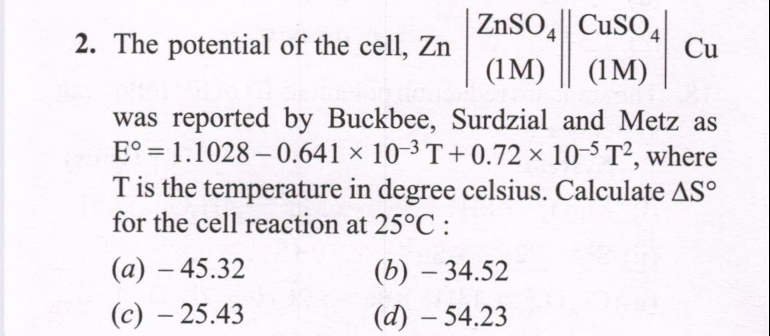 2. The potential of the cell, Zn | ZnSO₄ (1M) || CuSO₄ (1M) | Cu
was reported by Buckbee, Surdzial and Metz as
E° = 1.1028 – 0.641 × 10⁻³ T + 0.72 × 10⁻⁵ T², where
T is the temperature in degree celsius. Calculate ΔS°
for the cell reaction at 25°C :
(a) – 45.32 (b) – 34.52
(c) – 25.43 (d) – 54.23